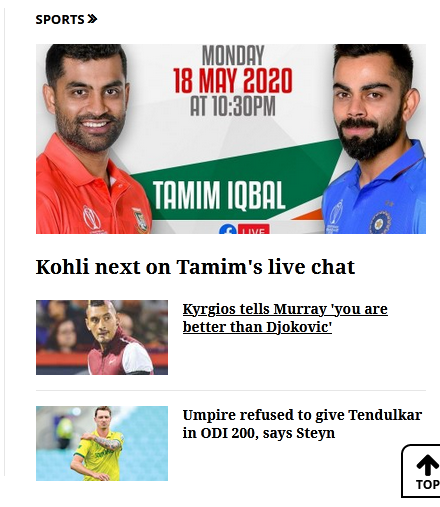 SPORTS
MONDAY
18 MAY 2020
AT 10:30PM
TAMIM IQBAL
LIVE
Kohli next on Tamim's live chat
Kyrgios tells Murray 'you are
better than Djokovic'
Umpire refused to give Tendulkar
in ODI 200, says Steyn
TOP